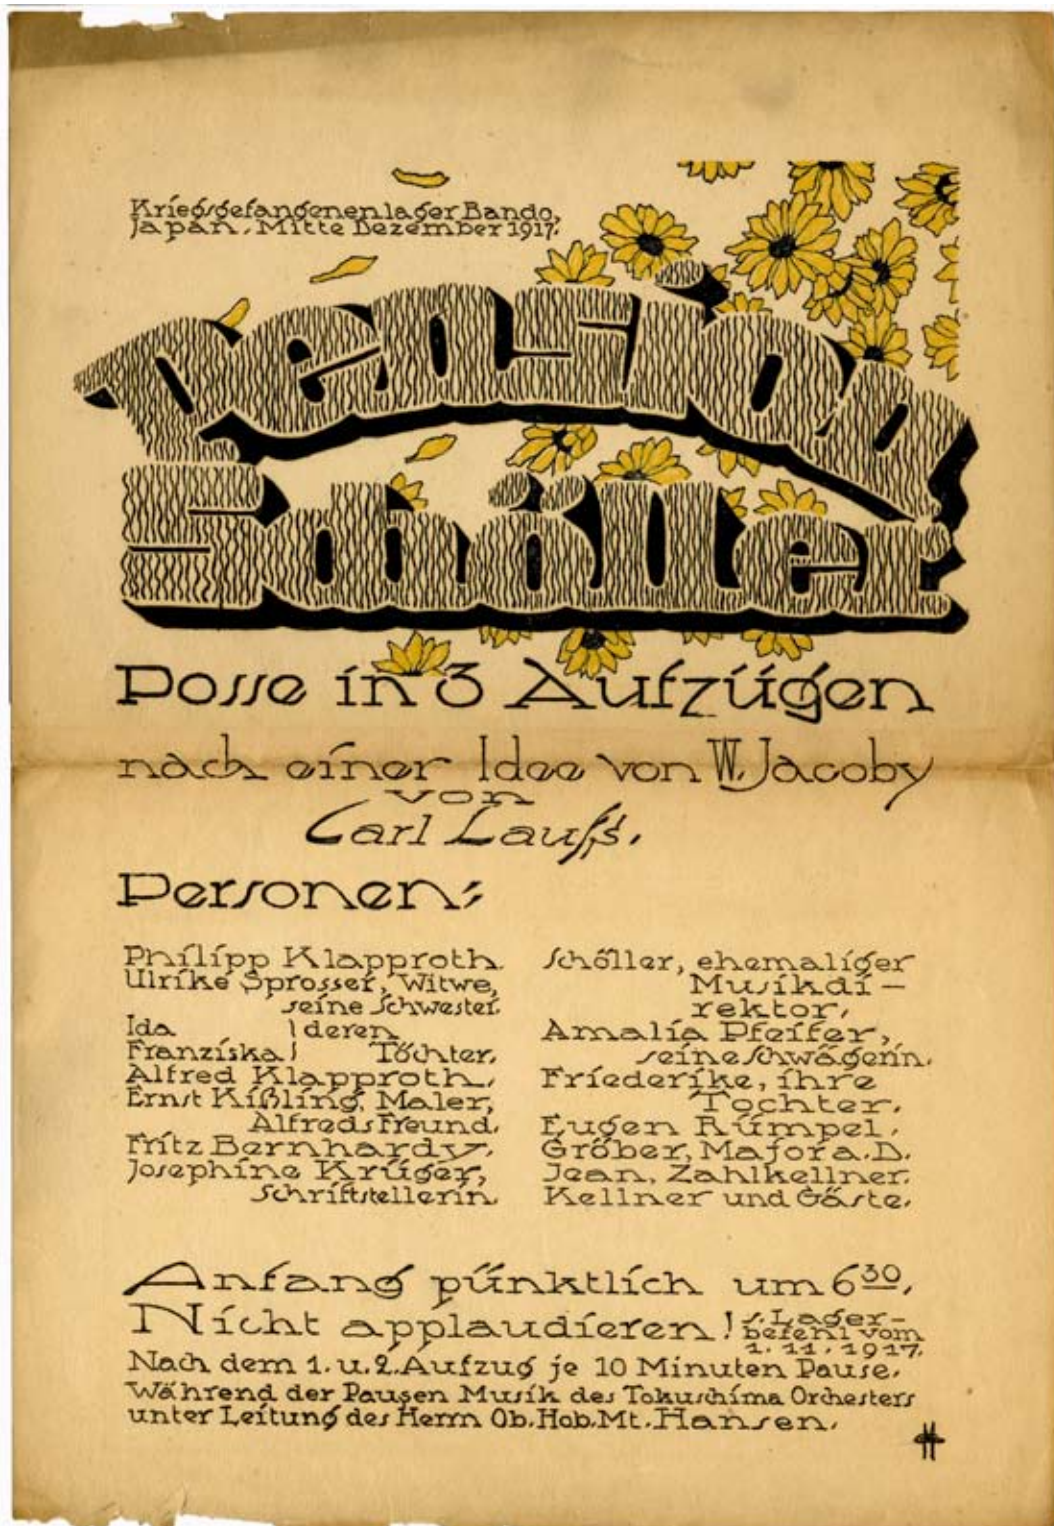 Kriegsgefangenenlager Bando,
Japan. Mitte Dezember 1917.
Pension
Schöller
Posse in 3 Aufzügen
nach einer Idee von W. Jacoby
von
Carl Laufs.
Personen:
Philipp Klapproth.
Ulrike Sprosser, Witwe,
seine Schwester.
Ida } deren
Franziska } Töchter.
Alfred Klapproth.
Ernst Kißling, Maler,
Alfreds Freund.
Fritz Bernhardy.
Josephine Krüger,
Schriftstellerin.
Schöller, ehemaliger
Musikdi-
rektor.
Amalia Pfeiffer,
seine Schwägerin.
Friederike, ihre
Tochter.
Eugen Rümpel.
Gröber, Major a. D.
Jean, Zahlkellner.
Kellner und Gäste.
Anfang pünktlich um 6 30.
Nicht applaudieren! s. Lager-
befehl vom
1. 11. 1917.
Nach dem 1. u. 2. Aufzug je 10 Minuten Pause.
Während der Pausen Musik des Tokuschima Orchesters
unter Leitung des Herrn Ob. Hob. Mt. Hansen.